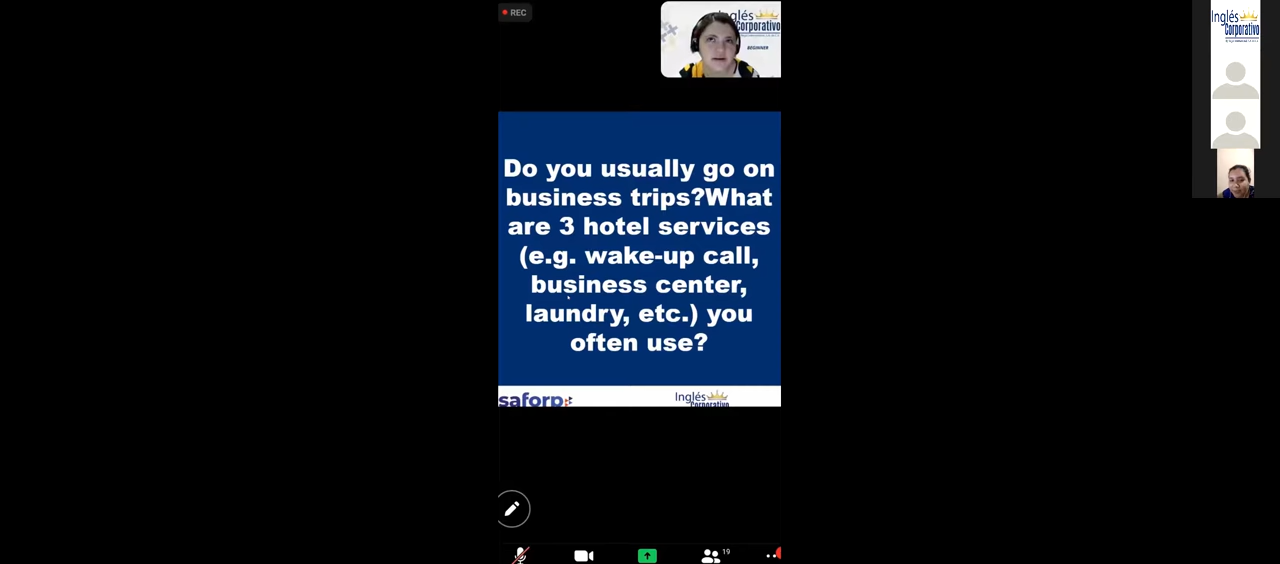 REC
Inglés
Corporativo
BEGINNER
Inglés
Corporativo
Do you usually go on
business trips?What
are 3 hotel services
(e.g. wake-up call,
business center,
laundry, etc.) you
often use?
saforp
Inglés
Corporativo
19